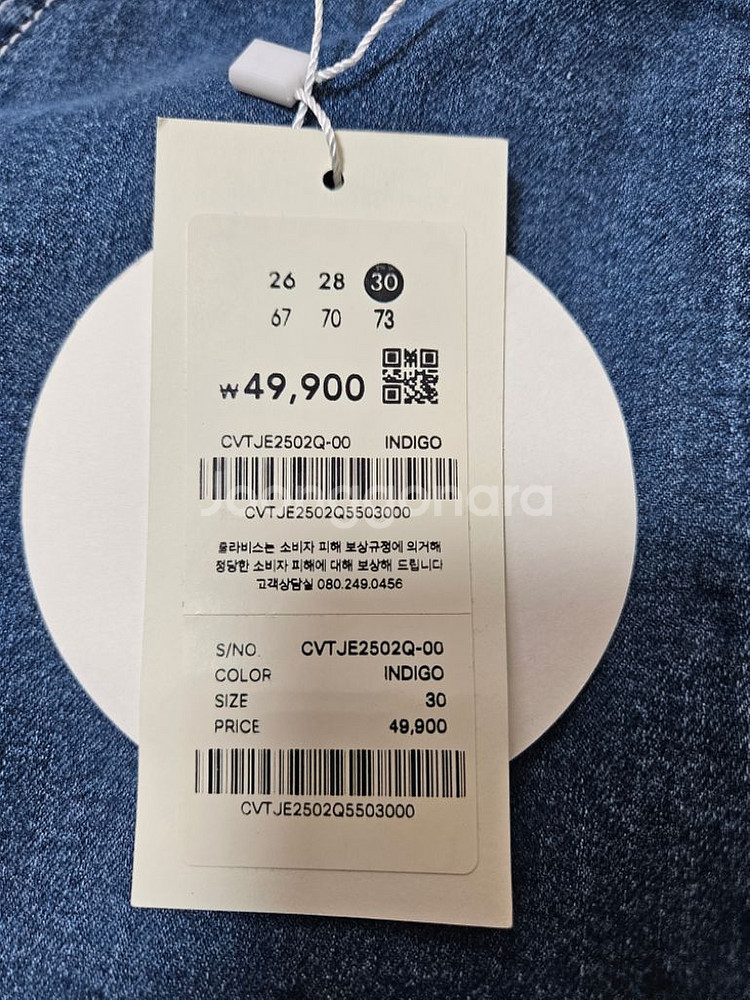 26 28 30
67 70 73
₩49,900
CVTJE2502Q-00 INDIGO
CVTJE2502Q5503000
Joonggonara
출라비스는 소비자 피해 보상규정에 의거해
정당한 소비자 피해에 대해 보상해 드립니다
고객상담실 080.249.0456
S/NO. CVTJE2502Q-00
COLOR INDIGO
SIZE 30
PRICE 49,900
CVTJE2502Q5503000